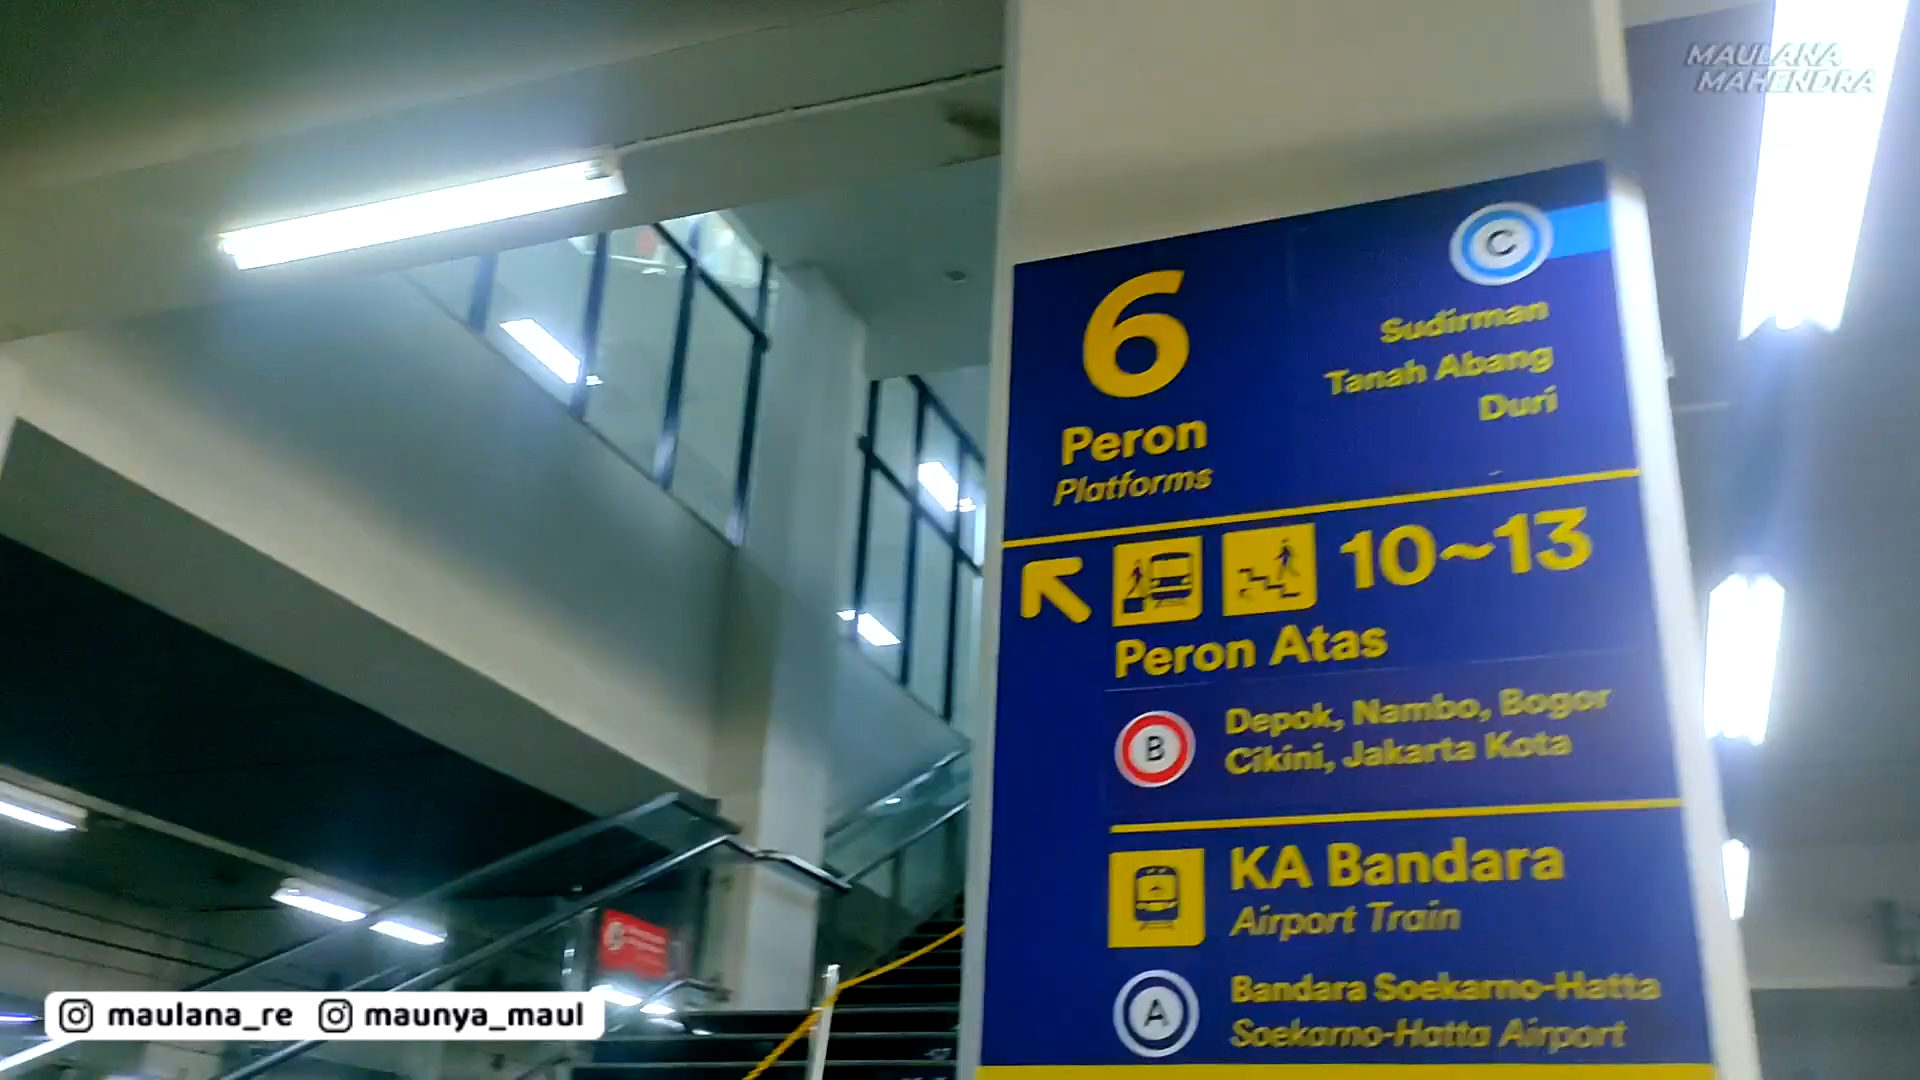 MAULANA
MAHENDRA
C
6
Sudirman
Tanah Abang
Duri
Peron
Platforms
10~13
Peron Atas
B
Depok, Nambo, Bogor
Cikini, Jakarta Kota
KA Bandara
Airport Train
A
Bandara Soekarno-Hatta
Soekarno-Hatta Airport
maulana_re maunya_maul